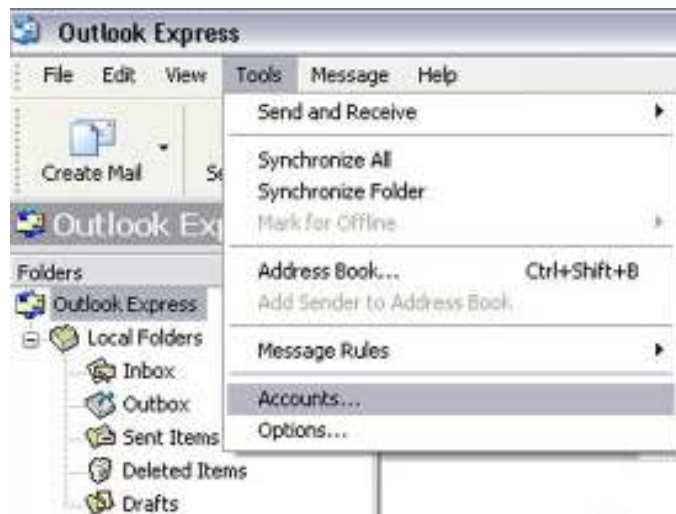 Outlook Express
File Edit View Tools Message Help
Send and Receive
Create Mail
Synchronize All
Synchronize Folder
Mark for Offline
Outlook Exp
Address Book... Ctrl+Shift+B
Add Sender to Address Book
Message Rules
Accounts...
Options...
Folders
Outlook Express
Local Folders
Inbox
Outbox
Sent Items
Deleted Items
Drafts